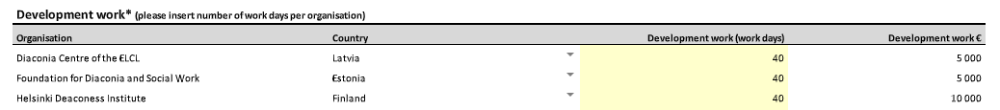 Development work* (please insert number of work days per organisation)
Organisation Country Development work (work days) Development work €
Diaconia Centre of the ELCL Latvia 40 5 000
Foundation for Diaconia and Social Work Estonia 40 5 000
Helsinki Deaconess Institute Finland 40 10 000